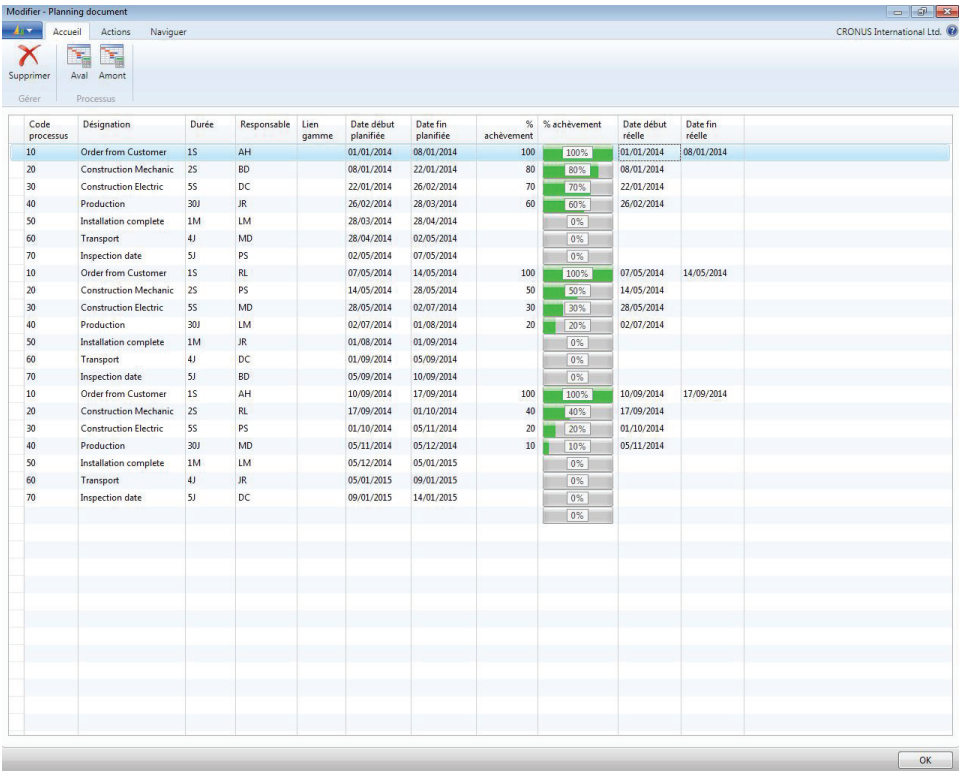 Modifier - Planning document
Accueil Actions Naviguer CRONUS International Ltd.
Supprimer Aval Amont
Gérer Processus
Code processus Désignation Durée Responsable Lien gamme Date début planifiée Date fin planifiée % achèvement % achèvement Date début réelle Date fin réelle
10 Order from Customer 1S AH 01/01/2014 08/01/2014 100 100% 01/01/2014 08/01/2014
20 Construction Mechanic 2S BD 08/01/2014 22/01/2014 80 80% 08/01/2014
30 Construction Electric 5S DC 22/01/2014 26/02/2014 70 70% 22/01/2014
40 Production 30J JR 26/02/2014 28/03/2014 60 60% 26/02/2014
50 Installation complete 1M LM 28/03/2014 28/04/2014 0%
60 Transport 4J MD 28/04/2014 02/05/2014 0%
70 Inspection date 5J PS 02/05/2014 07/05/2014 0%
10 Order from Customer 1S RL 07/05/2014 14/05/2014 100 100% 07/05/2014 14/05/2014
20 Construction Mechanic 2S PS 14/05/2014 28/05/2014 50 50% 14/05/2014
30 Construction Electric 5S MD 28/05/2014 02/07/2014 30 30% 28/05/2014
40 Production 30J LM 02/07/2014 01/08/2014 20 20% 02/07/2014
50 Installation complete 1M JR 01/08/2014 01/09/2014 0%
60 Transport 4J DC 01/09/2014 05/09/2014 0%
70 Inspection date 5J BD 05/09/2014 10/09/2014 0%
10 Order from Customer 1S AH 10/09/2014 17/09/2014 100 100% 10/09/2014 17/09/2014
20 Construction Mechanic 2S RL 17/09/2014 01/10/2014 40 40% 17/09/2014
30 Construction Electric 5S PS 01/10/2014 05/11/2014 20 20% 01/10/2014
40 Production 30J MD 05/11/2014 05/12/2014 10 10% 05/11/2014
50 Installation complete 1M LM 05/12/2014 05/01/2015 0%
60 Transport 4J JR 05/01/2015 09/01/2015 0%
70 Inspection date 5J DC 09/01/2015 14/01/2015 0%
0%
OK